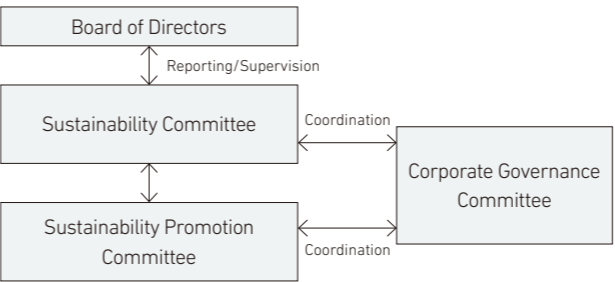 Board of Directors
Reporting/Supervision
Sustainability Committee
Coordination
Corporate Governance
Committee
Sustainability Promotion
Committee
Coordination